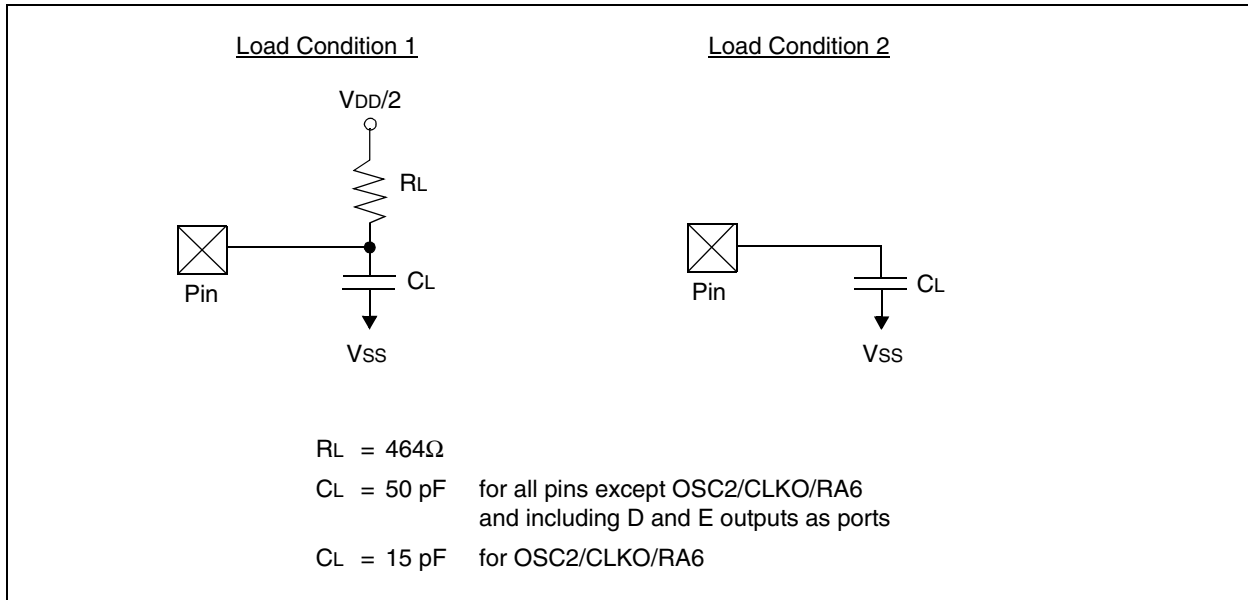 Load Condition 1
Load Condition 2
VDD/2
RL
Pin
CL
VSS
Pin
CL
VSS
RL = 464Ω
CL = 50 pF for all pins except OSC2/CLKO/RA6
and including D and E outputs as ports
CL = 15 pF for OSC2/CLKO/RA6